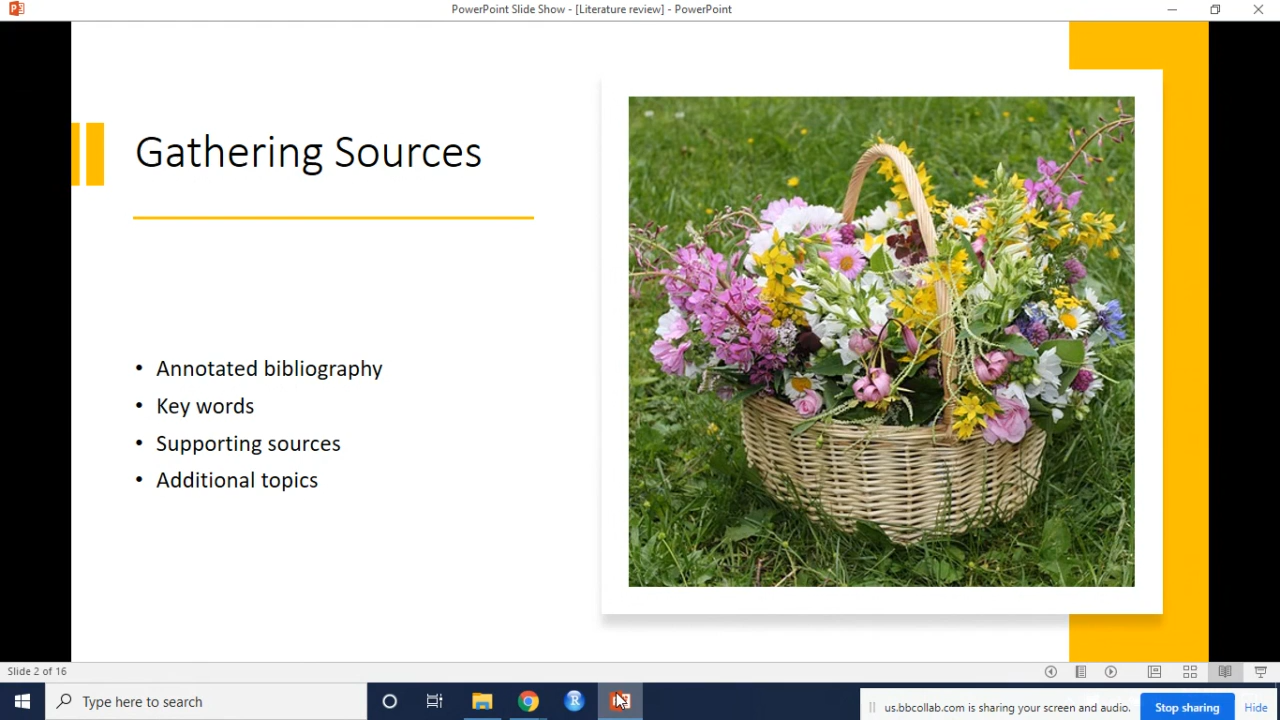 PowerPoint Slide Show - [Literature review] - PowerPoint
Gathering Sources
• Annotated bibliography
• Key words
• Supporting sources
• Additional topics
Slide 2 of 16
Type here to search
R
us.bbcollab.com is sharing your screen and audio.
Stop sharing
Hide